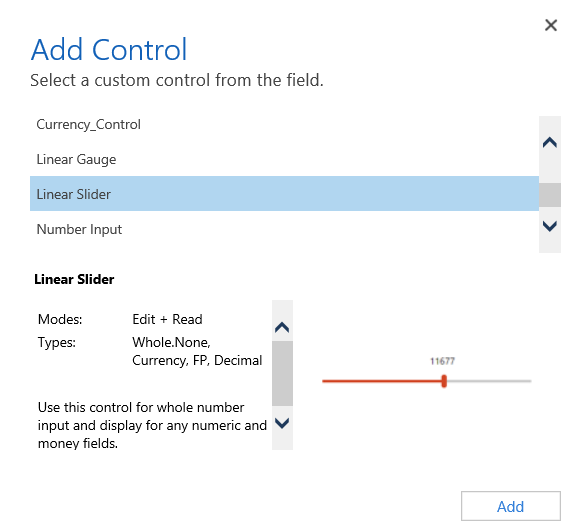 Add Control
Select a custom control from the field.
Currency_Control
Linear Gauge
Linear Slider
Number Input
Linear Slider
Modes: Edit + Read
Types: Whole.None,
Currency, FP, Decimal
Use this control for whole number
input and display for any numeric and
money fields.
11677
Add